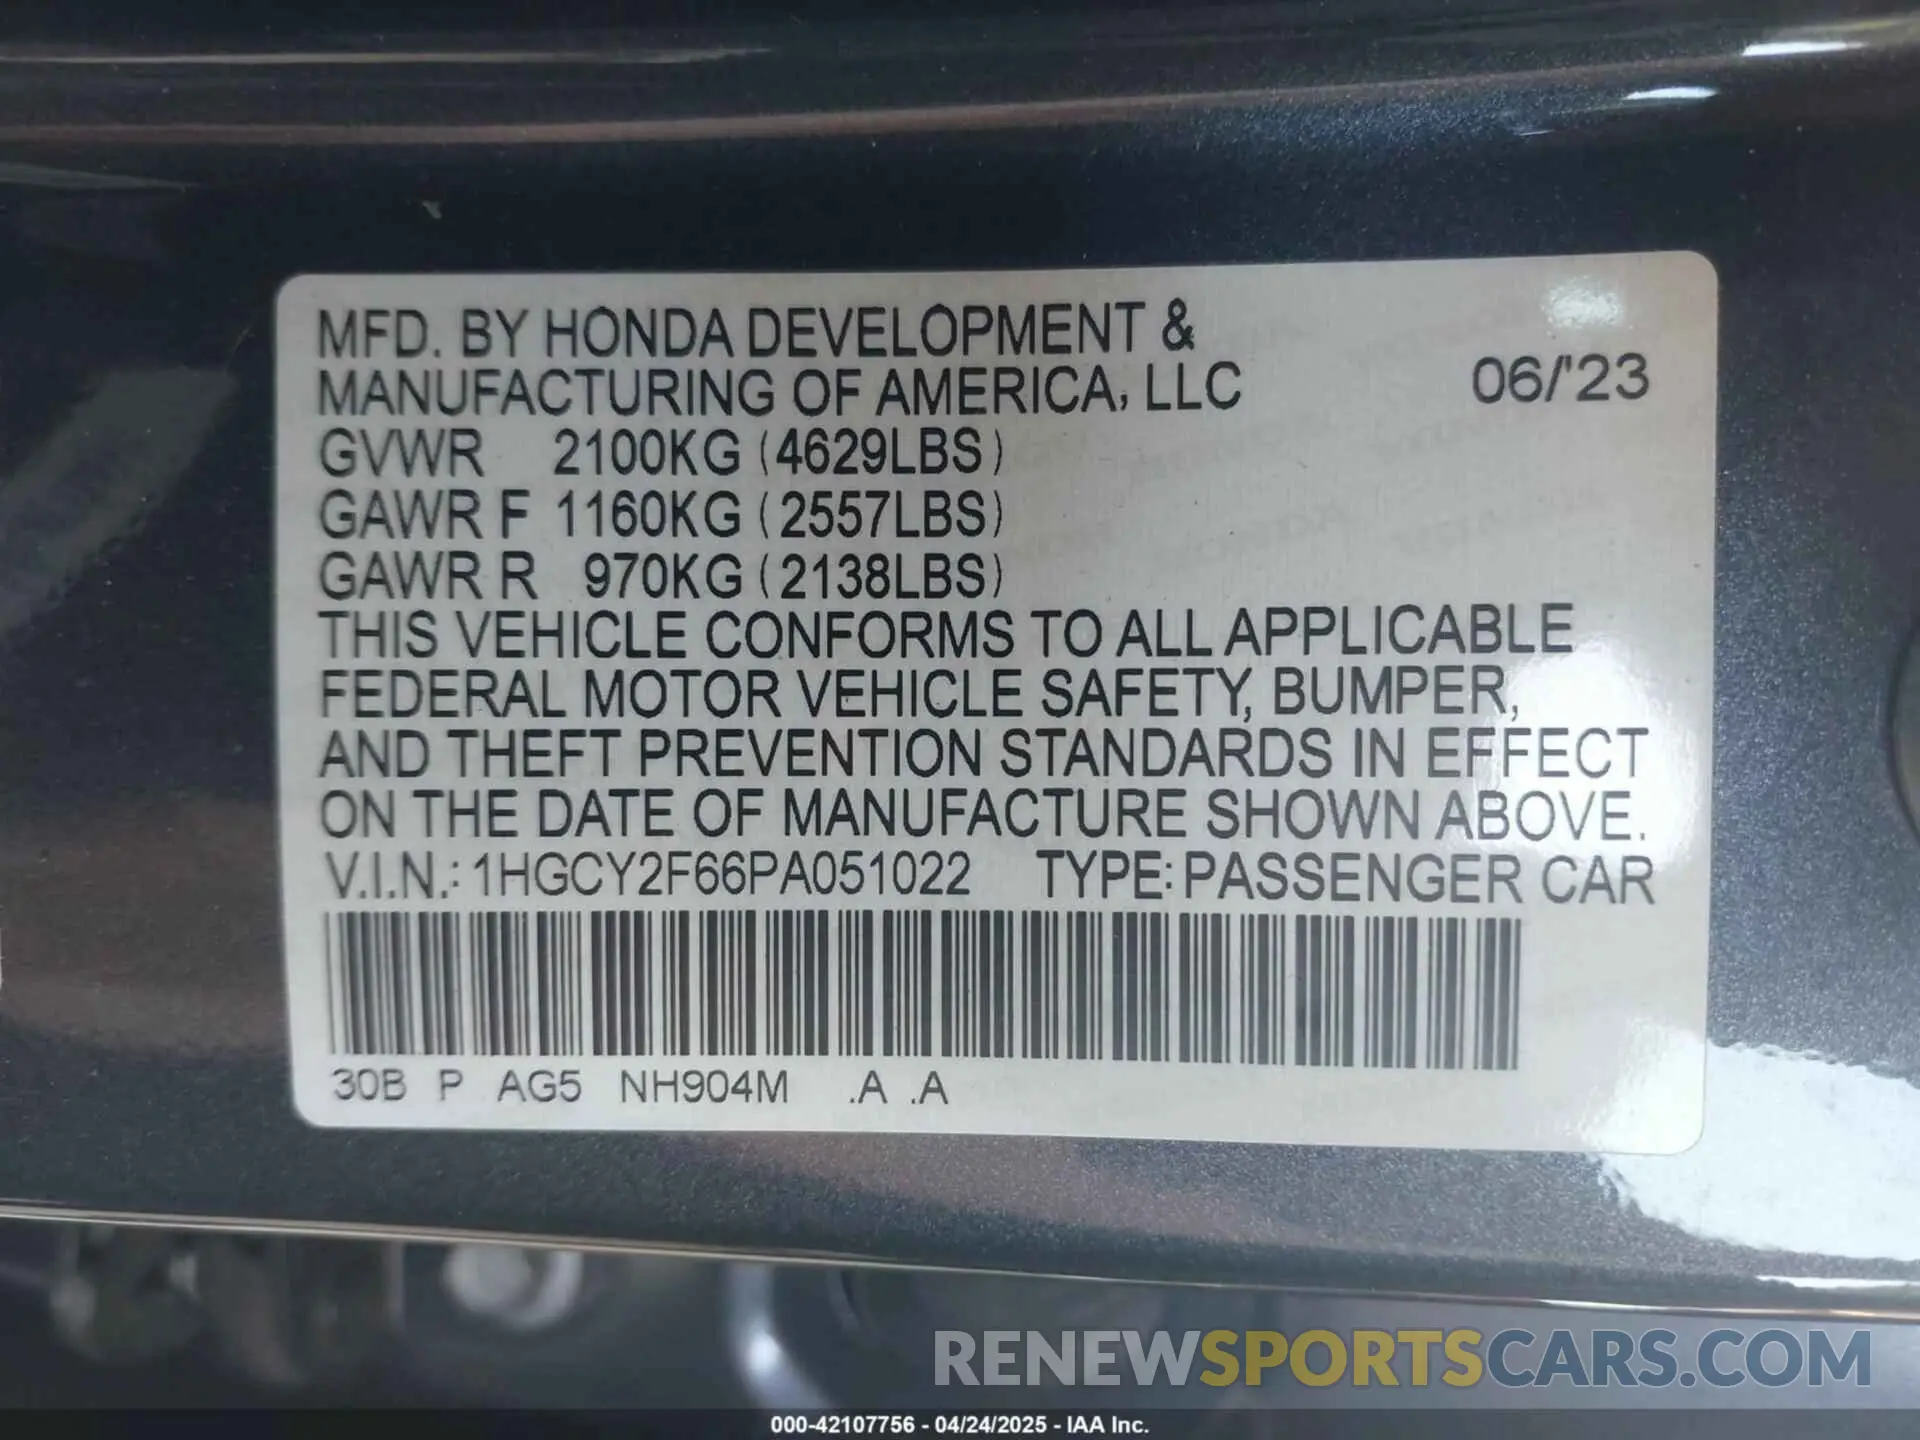 MFD. BY HONDA DEVELOPMENT &
MANUFACTURING OF AMERICA, LLC 06/'23
GVWR 2100KG (4629LBS)
GAWR F 1160KG (2557LBS)
GAWR R 970KG (2138LBS)
THIS VEHICLE CONFORMS TO ALL APPLICABLE
FEDERAL MOTOR VEHICLE SAFETY, BUMPER,
AND THEFT PREVENTION STANDARDS IN EFFECT
ON THE DATE OF MANUFACTURE SHOWN ABOVE.
V.I.N.: 1HGCY2F66PA051022 TYPE: PASSENGER CAR
30B P AG5 NH904M .A .A
RENEWSPORTSCARS.COM
000-42107756 - 04/24/2025 - IAA Inc.